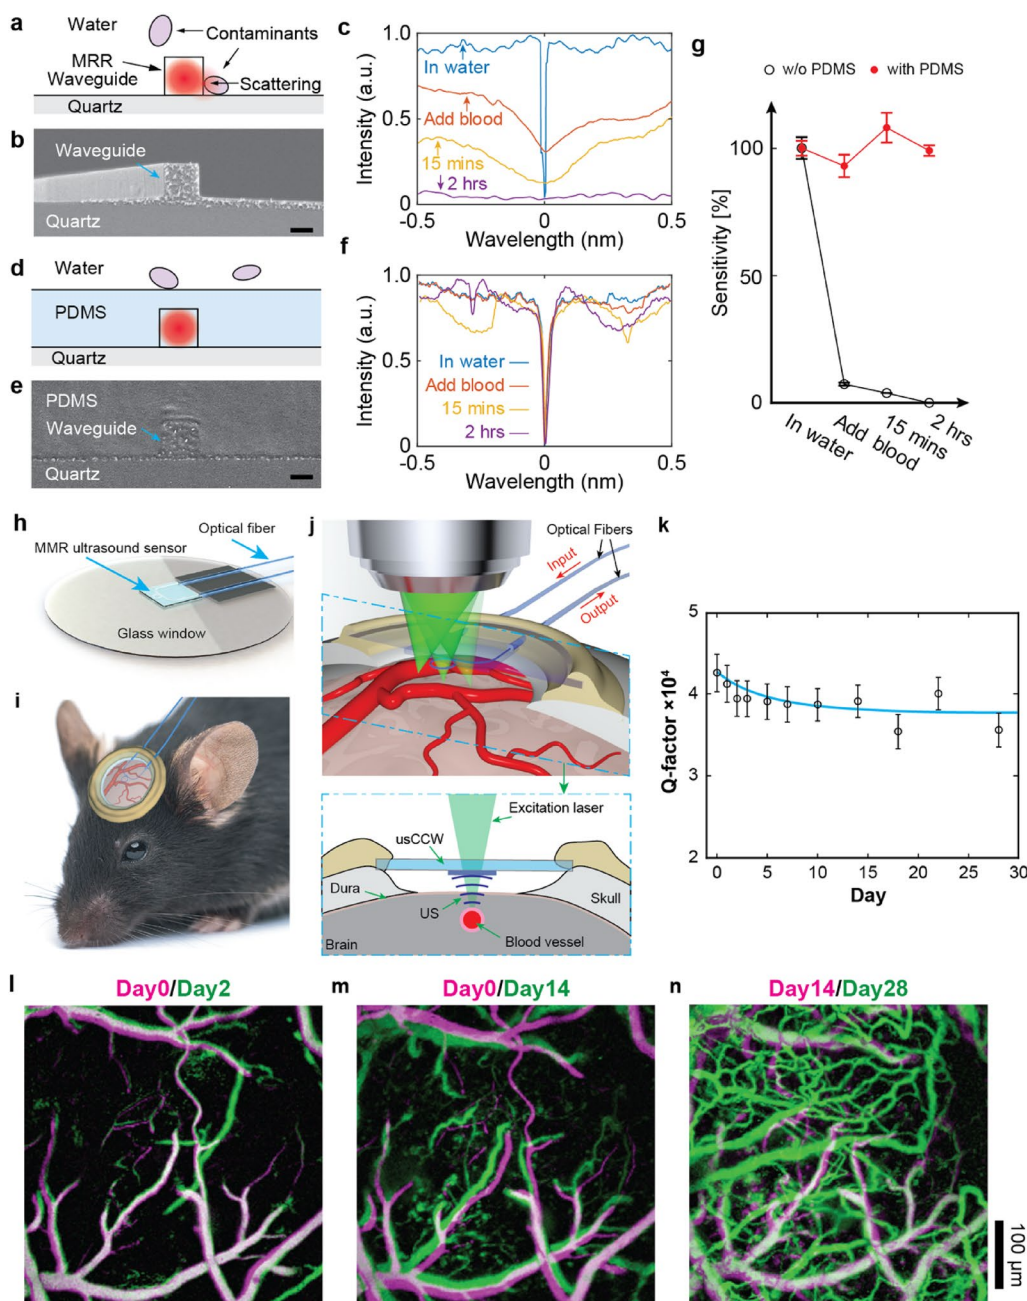 a
Water
Contaminants
MRR
Waveguide
Scattering
Quartz
b
Waveguide
Quartz
c
Intensity (a.u.)
1.0
0.5
0
In water
Add blood
15 mins
2 hrs
-0.5
0
0.5
Wavelength (nm)
d
Water
PDMS
Quartz
e
PDMS
Waveguide
Quartz
f
Intensity (a.u.)
1.0
0.5
0
In water
Add blood
15 mins
2 hrs
-0.5
0
0.5
Wavelength (nm)
g
w/o PDMS
with PDMS
Sensitivity [%]
100
50
0
In water
Add blood
15 mins
2 hrs
h
Optical fiber
MMR ultrasound sensor
Glass window
i
j
Optical Fibers
Input
Output
Excitation laser
usCCW
Dura
US
Skull
Blood vessel
Brain
k
Q-factor ×10⁴
5
4
3
2
0 5 10 15 20 25 30
Day
l
Day0/Day2
m
Day0/Day14
n
Day14/Day28
100 µm